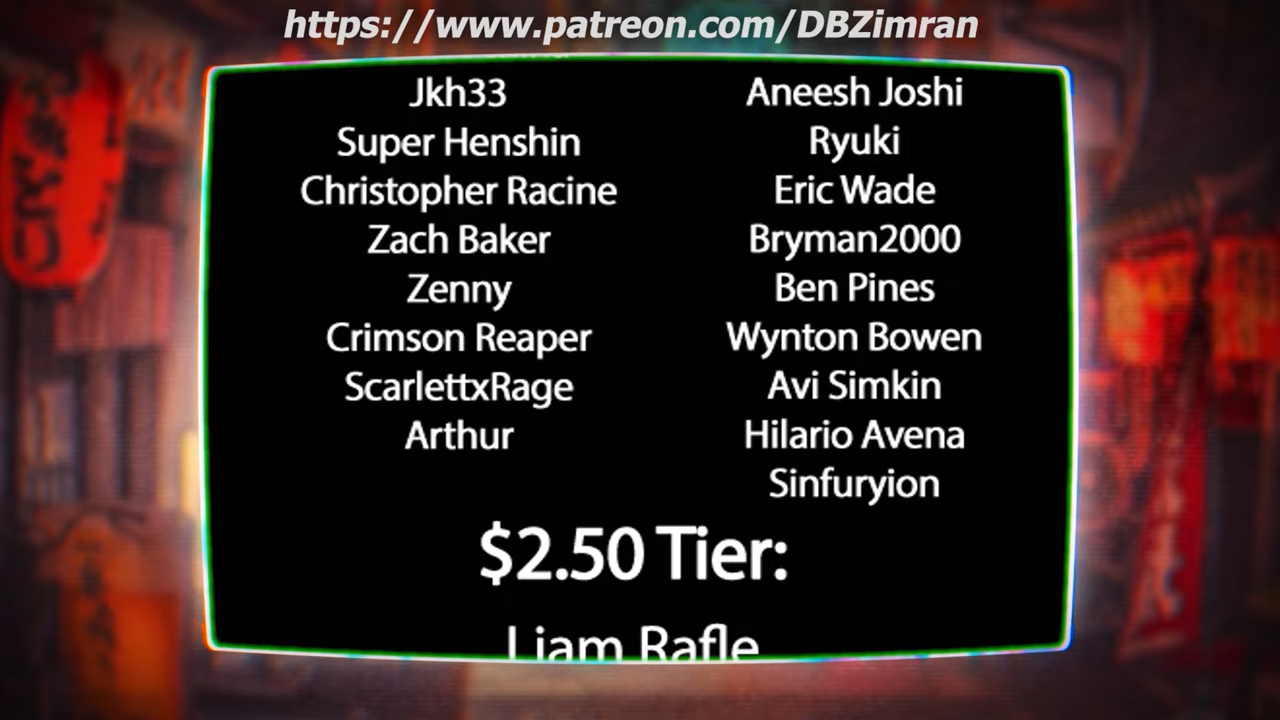 https://www.patreon.com/DBZimran
Jkh33
Super Henshin
Christopher Racine
Zach Baker
Zenny
Crimson Reaper
ScarlettxRage
Arthur
Aneesh Joshi
Ryuki
Eric Wade
Bryman2000
Ben Pines
Wynton Bowen
Avi Simkin
Hilario Avena
Sinfuryion
$2.50 Tier:
Liam Rafle